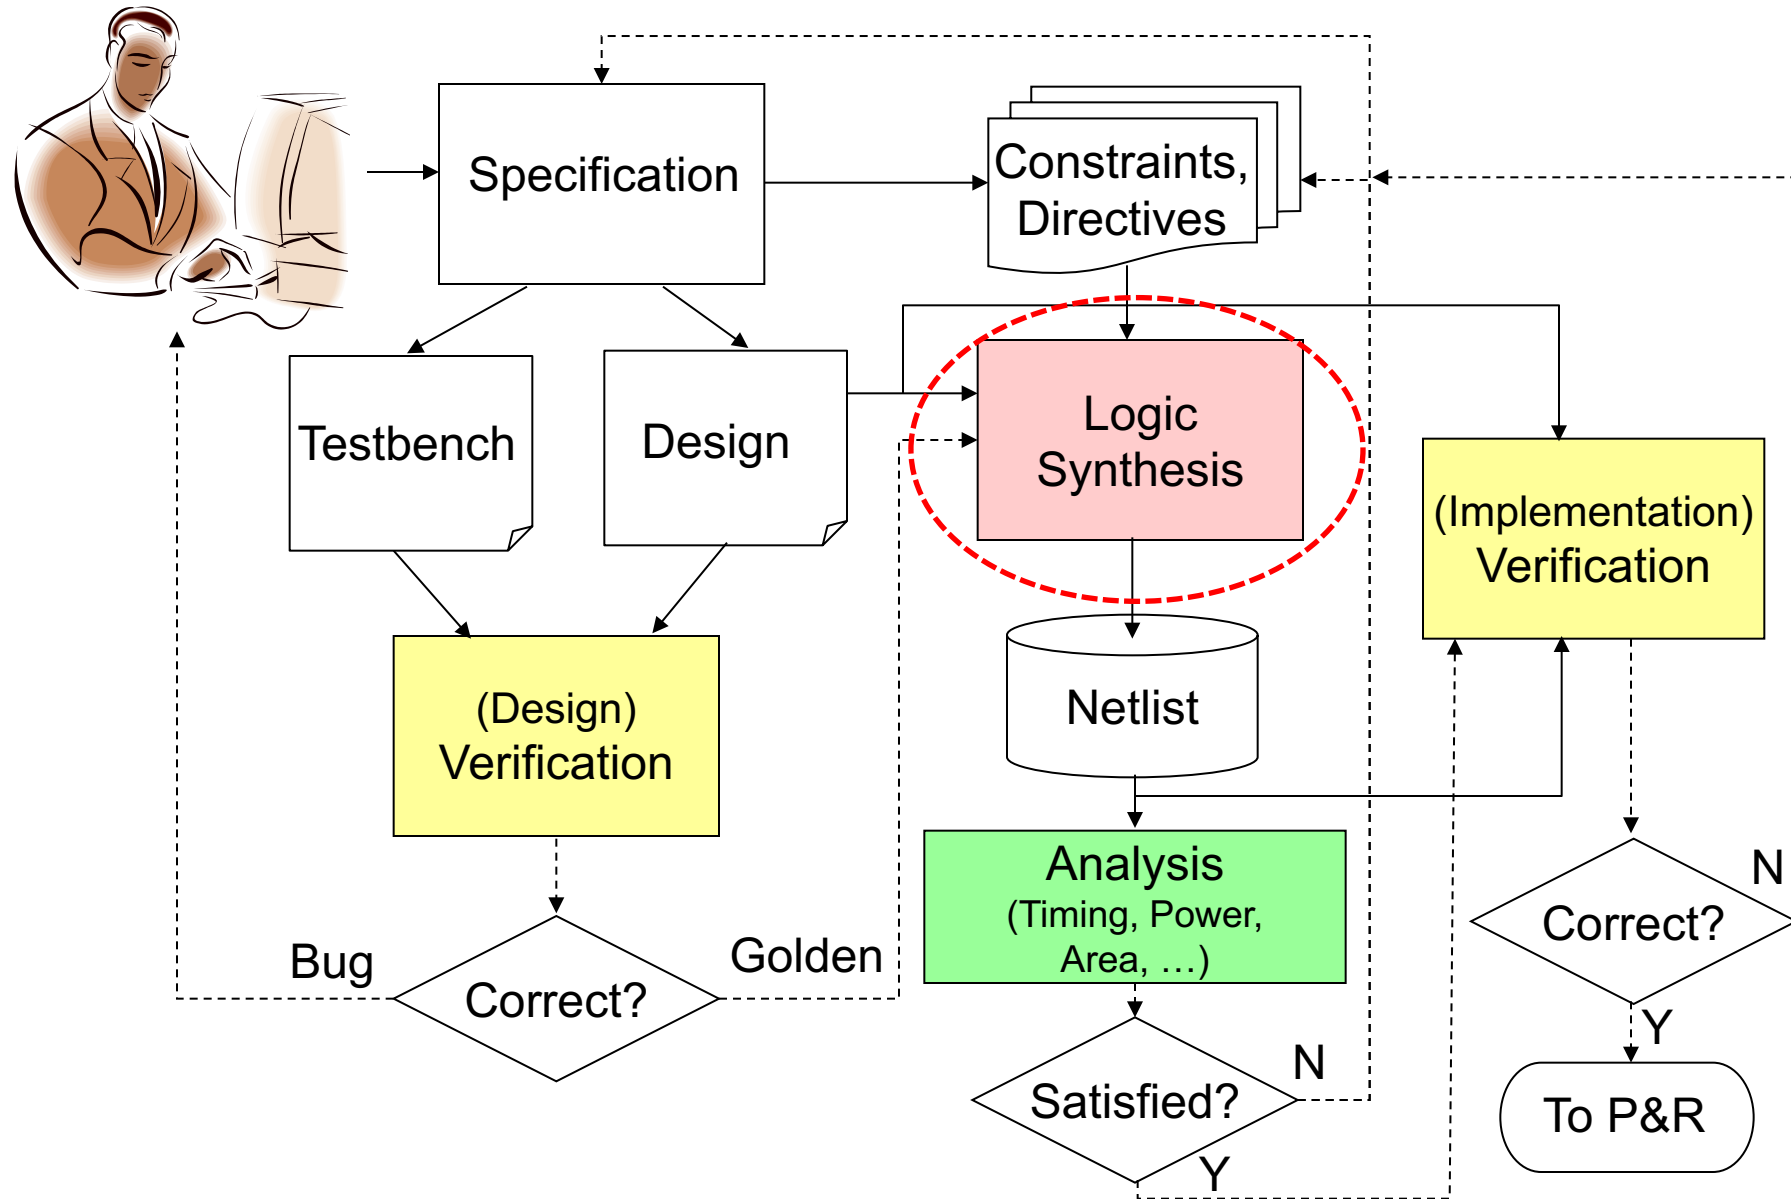 Specification
Constraints,
Directives
Testbench
Design
Logic
Synthesis
(Implementation)
Verification
(Design)
Verification
Netlist
Analysis
(Timing, Power,
Area, …)
Bug
Golden
Correct?
Correct?
N
Y
Satisfied?
N
Y
To P&R